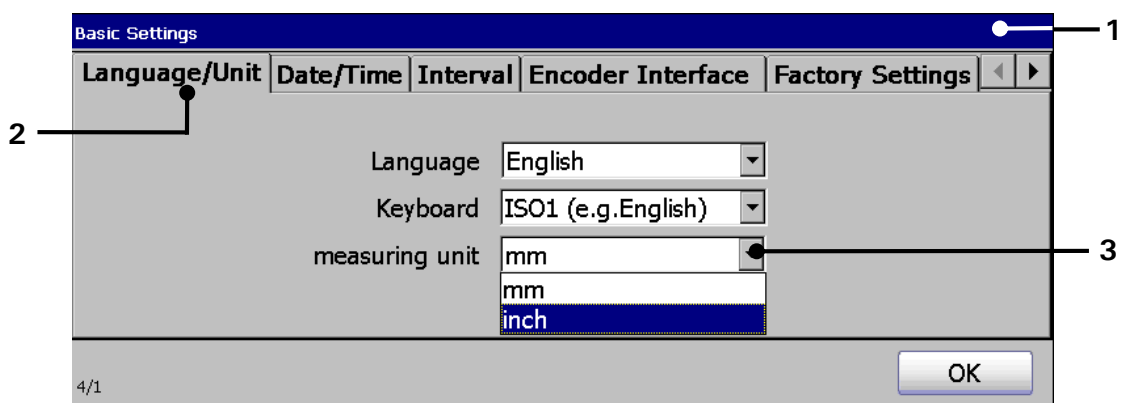 Basic Settings
1
Language/Unit Date/Time Interval Encoder Interface Factory Settings
2
Language English
Keyboard ISO1 (e.g.English)
measuring unit mm
3
mm
inch
OK
4/1